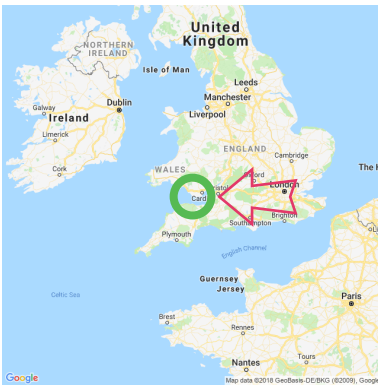 United
Kingdom
NORTHERN
IRELAND
Isle of Man
Leeds
Manchester
Liverpool
Dublin
Galway
Ireland
Limerick
Cork
ENGLAND
WALES
Cambridge
Oxford
London
Bristol
Card
Southampton
Brighton
Plymouth
English Channel
Guernsey
Jersey
Celtic Sea
Paris
Brest
Rennes
Nantes
Tours
Google
Map data ©2018 GeoBasis-DE/BKG (©2009), Google